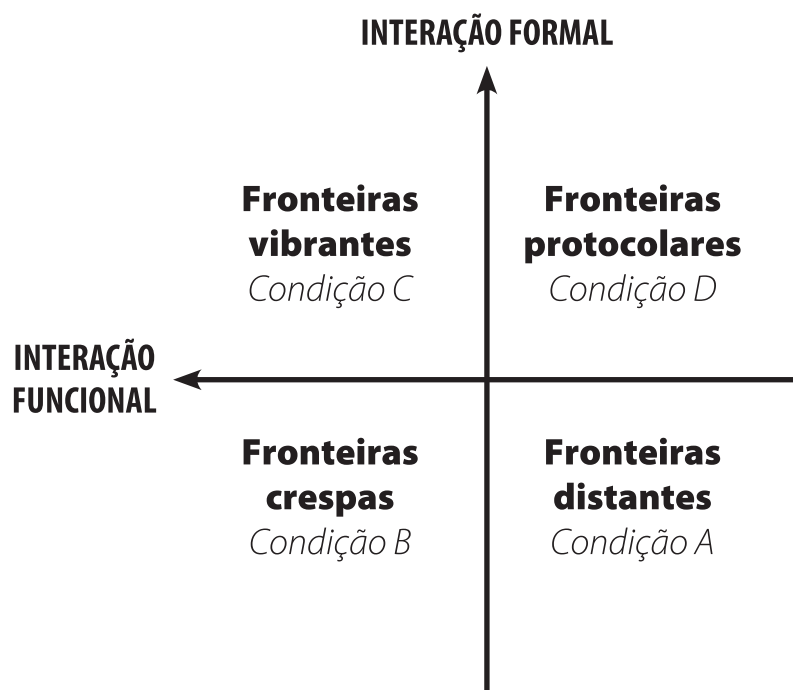 INTERAÇÃO FORMAL
Fronteiras
vibrantes
Condição C
Fronteiras
protocolares
Condição D
INTERAÇÃO
FUNCIONAL
Fronteiras
crespas
Condição B
Fronteiras
distantes
Condição A